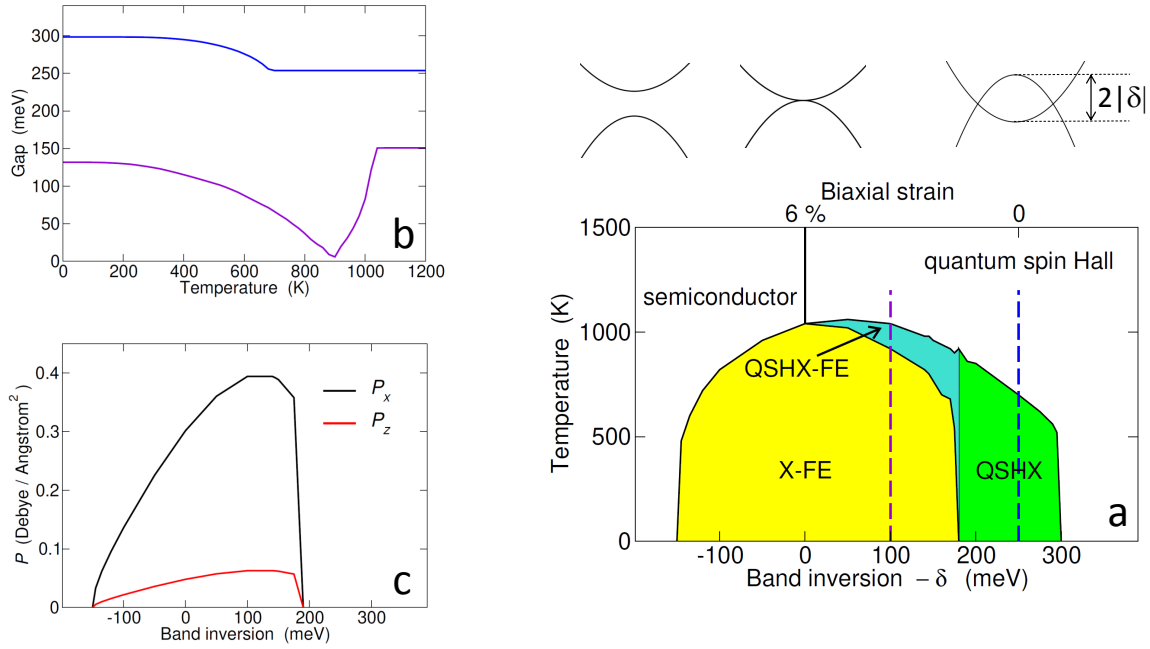 300
250
200
150
100
50
0
Gap (meV)
b
0 200 400 600 800 1000 1200
Temperature (K)
0.4
0.3
0.2
0.1
0
P (Debye / Angstrom²)
Pₓ
P_z
c
-100 0 100 200 300
Band inversion (meV)
2|δ|
Biaxial strain
6 % 0
1500
1000
500
0
Temperature (K)
quantum spin Hall
semiconductor
QSHX-FE
X-FE
QSHX
a
-100 0 100 200 300
Band inversion −δ (meV)